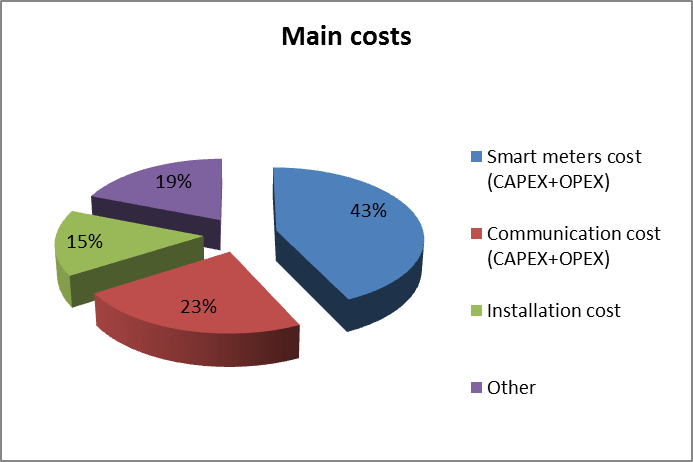 Main costs
19%
43%
15%
23%
Smart meters cost
(CAPEX+OPEX)
Communication cost
(CAPEX+OPEX)
Installation cost
Other